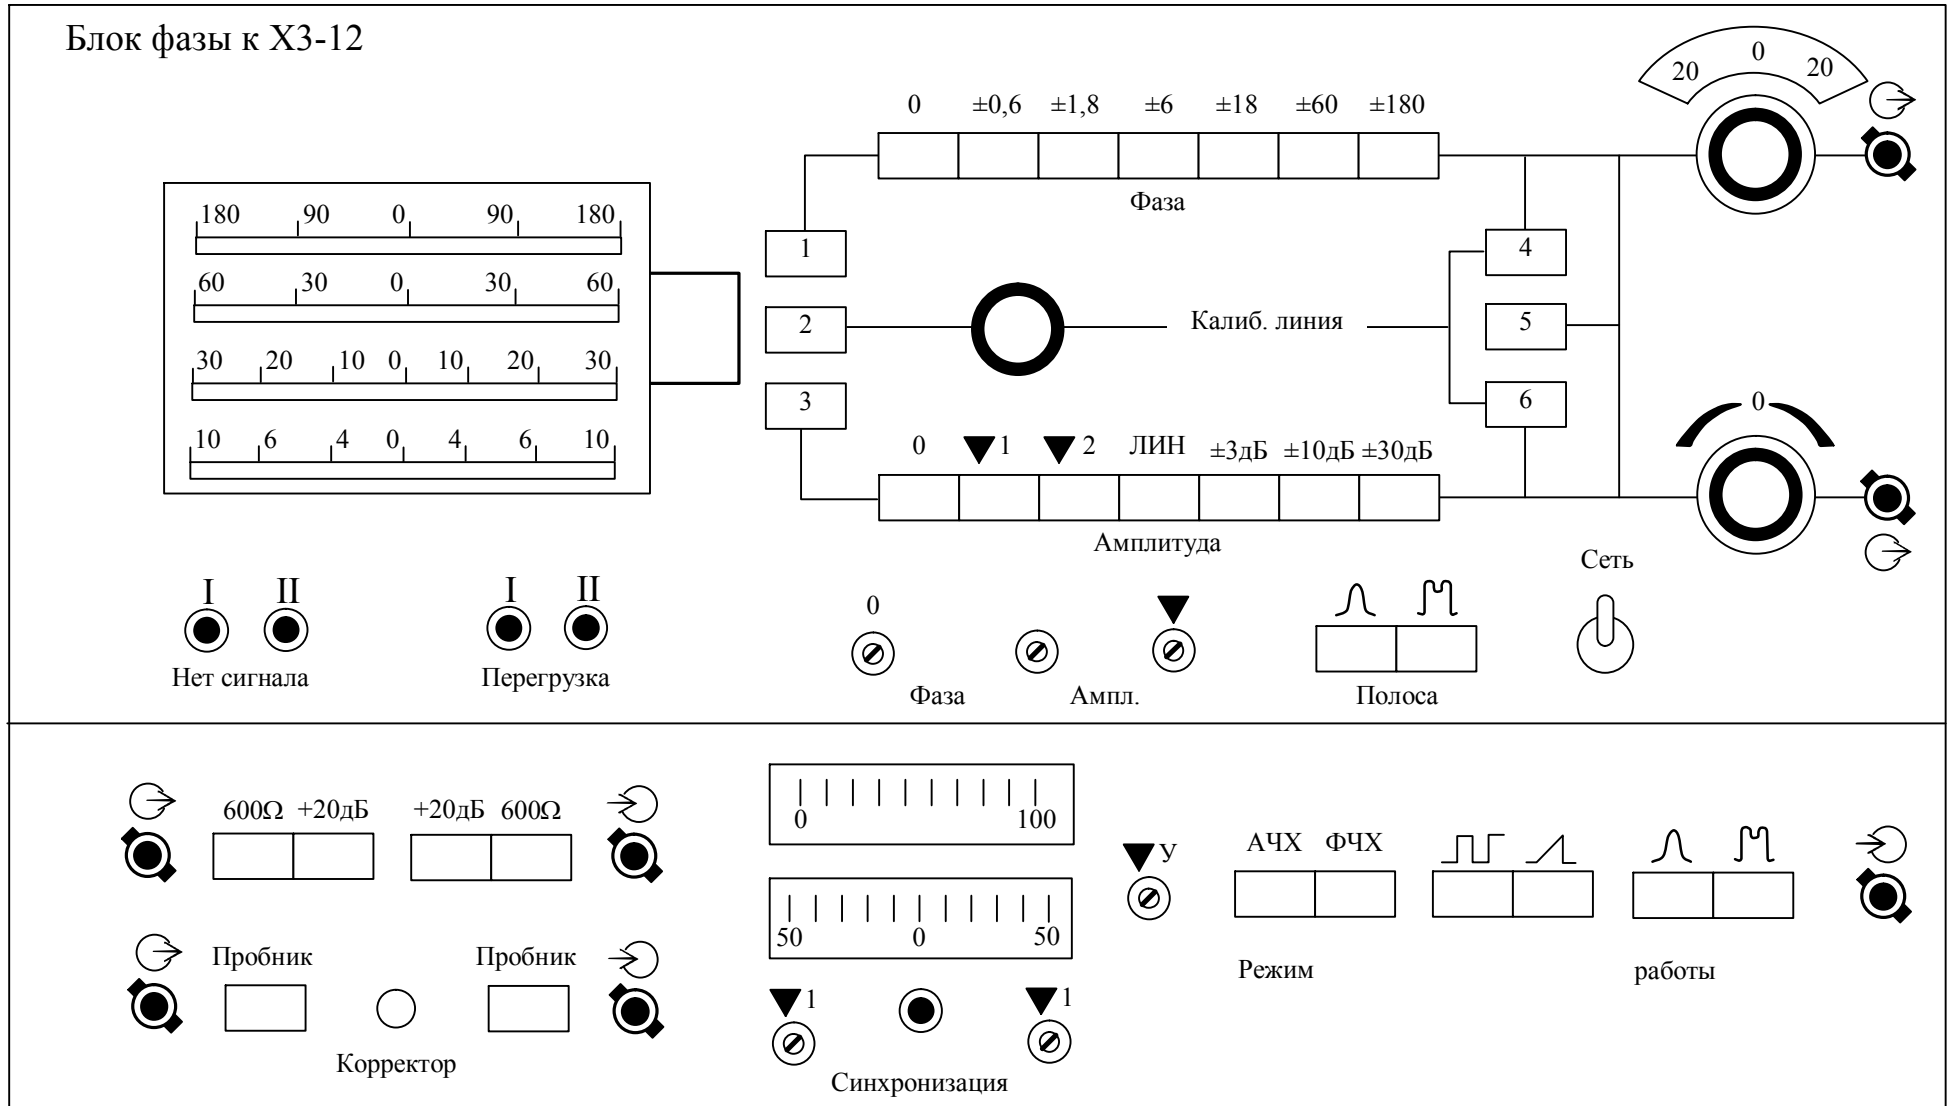 Блок фазы к Х3-12
20 0 20
0 ±0,6 ±1,8 ±6 ±18 ±60 ±180
Фаза
180 90 0 90 180
60 30 0 30 60
30 20 10 0 10 20 30
10 6 4 0 4 6 10
1
2
3
Калиб. линия
4
5
6
0
0 1 2 ЛИН ±3дБ ±10дБ ±30дБ
Амплитуда
I II
Нет сигнала
I II
Перегрузка
0
Фаза
Ампл.
Полоса
Сеть
600Ω +20дБ
+20дБ 600Ω
Пробник
Пробник
Корректор
0 100
50 0 50
1
1
Синхронизация
У
АЧХ ФЧХ
Режим работы